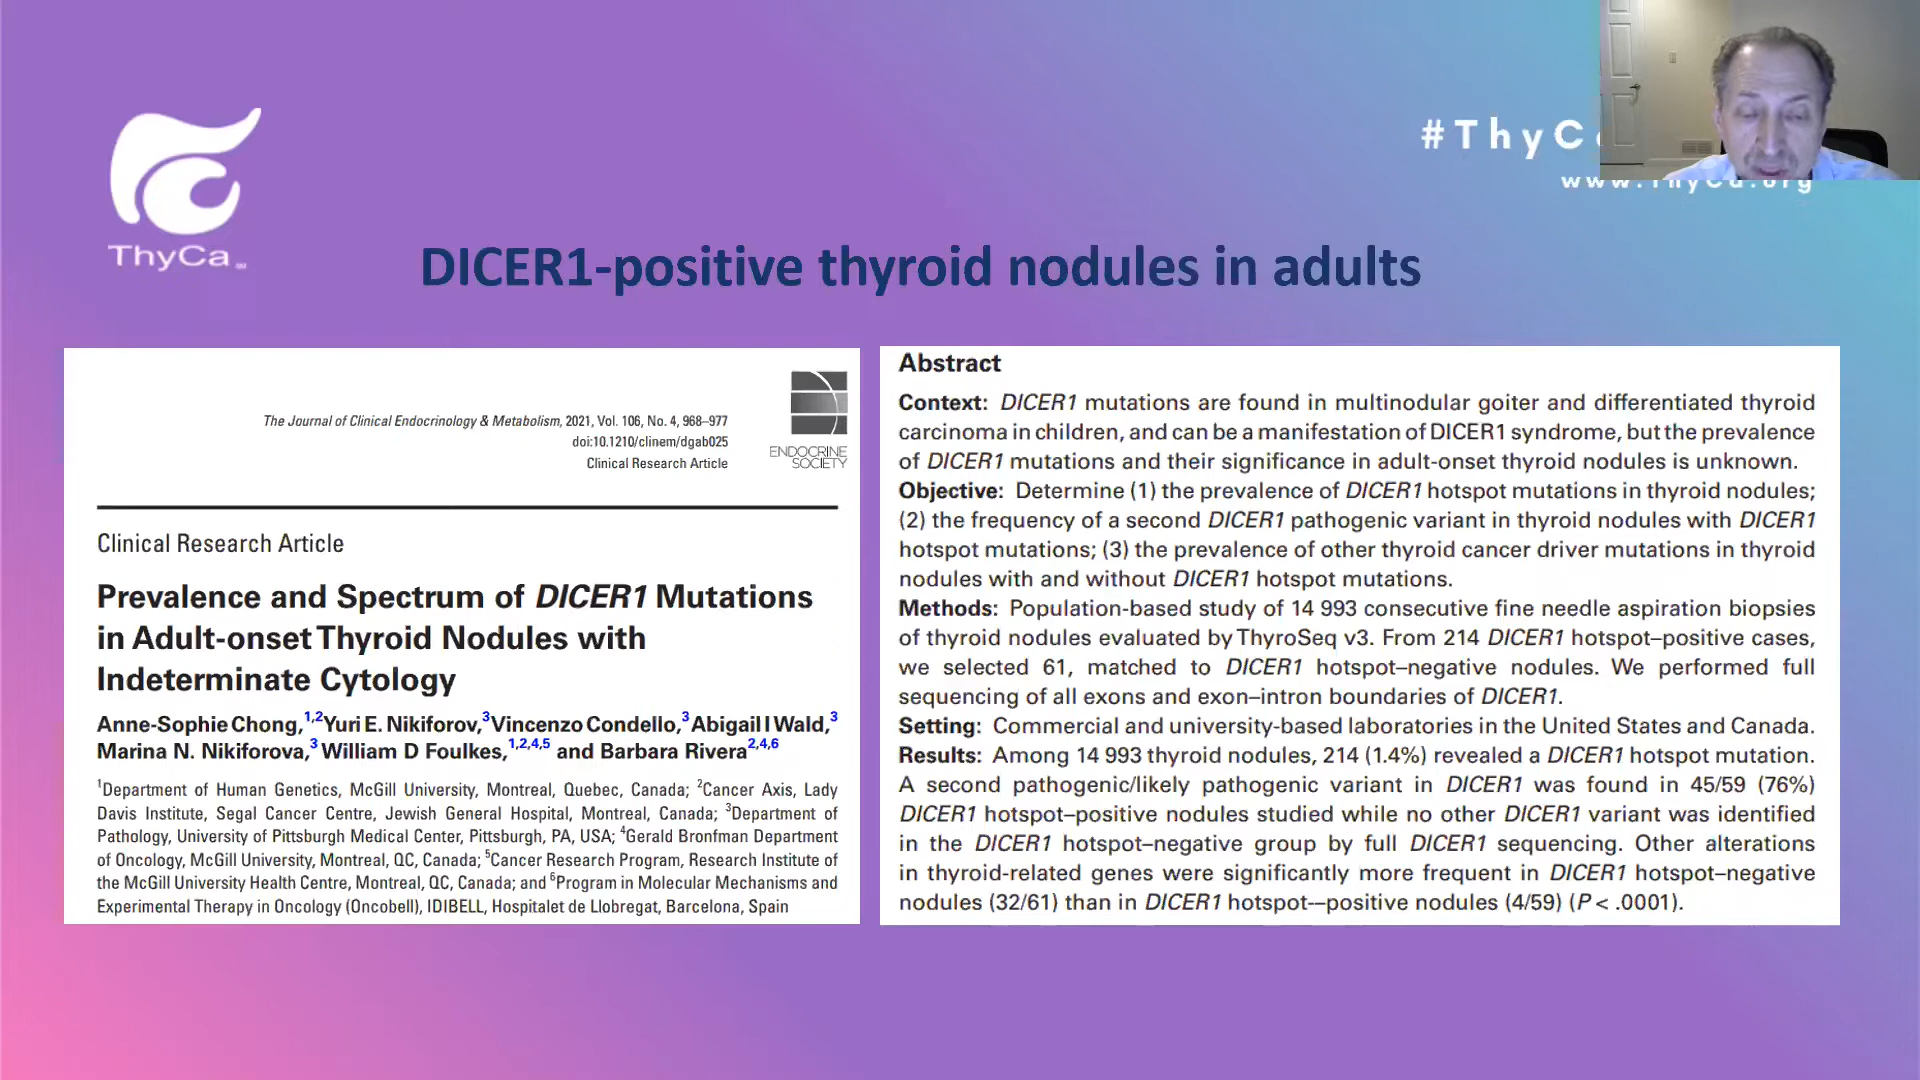 #ThyC
www.ThyCa.org
ThyCa
DICER1-positive thyroid nodules in adults
The Journal of Clinical Endocrinology & Metabolism, 2021, Vol. 106, No. 4, 968–977
doi:10.1210/clinem/dgab025
Clinical Research Article
ENDOCRINE
SOCIETY
Clinical Research Article
Prevalence and Spectrum of DICER1 Mutations
in Adult-onset Thyroid Nodules with
Indeterminate Cytology
Anne-Sophie Chong,1,2 Yuri E. Nikiforov,3 Vincenzo Condello,3 Abigail I Wald,3
Marina N. Nikiforova,3 William D Foulkes,1,2,4,5 and Barbara Rivera2,4,6
1Department of Human Genetics, McGill University, Montreal, Quebec, Canada; 2Cancer Axis, Lady
Davis Institute, Segal Cancer Centre, Jewish General Hospital, Montreal, Canada; 3Department of
Pathology, University of Pittsburgh Medical Center, Pittsburgh, PA, USA; 4Gerald Bronfman Department
of Oncology, McGill University, Montreal, QC, Canada; 5Cancer Research Program, Research Institute of
the McGill University Health Centre, Montreal, QC, Canada; and 6Program in Molecular Mechanisms and
Experimental Therapy in Oncology (Oncobell), IDIBELL, Hospitalet de Llobregat, Barcelona, Spain
Abstract
Context: DICER1 mutations are found in multinodular goiter and differentiated thyroid
carcinoma in children, and can be a manifestation of DICER1 syndrome, but the prevalence
of DICER1 mutations and their significance in adult-onset thyroid nodules is unknown.
Objective: Determine (1) the prevalence of DICER1 hotspot mutations in thyroid nodules;
(2) the frequency of a second DICER1 pathogenic variant in thyroid nodules with DICER1
hotspot mutations; (3) the prevalence of other thyroid cancer driver mutations in thyroid
nodules with and without DICER1 hotspot mutations.
Methods: Population-based study of 14 993 consecutive fine needle aspiration biopsies
of thyroid nodules evaluated by ThyroSeq v3. From 214 DICER1 hotspot–positive cases,
we selected 61, matched to DICER1 hotspot–negative nodules. We performed full
sequencing of all exons and exon–intron boundaries of DICER1.
Setting: Commercial and university-based laboratories in the United States and Canada.
Results: Among 14 993 thyroid nodules, 214 (1.4%) revealed a DICER1 hotspot mutation.
A second pathogenic/likely pathogenic variant in DICER1 was found in 45/59 (76%)
DICER1 hotspot–positive nodules studied while no other DICER1 variant was identified
in the DICER1 hotspot–negative group by full DICER1 sequencing. Other alterations
in thyroid-related genes were significantly more frequent in DICER1 hotspot–negative
nodules (32/61) than in DICER1 hotspot-–positive nodules (4/59) (P < .0001).